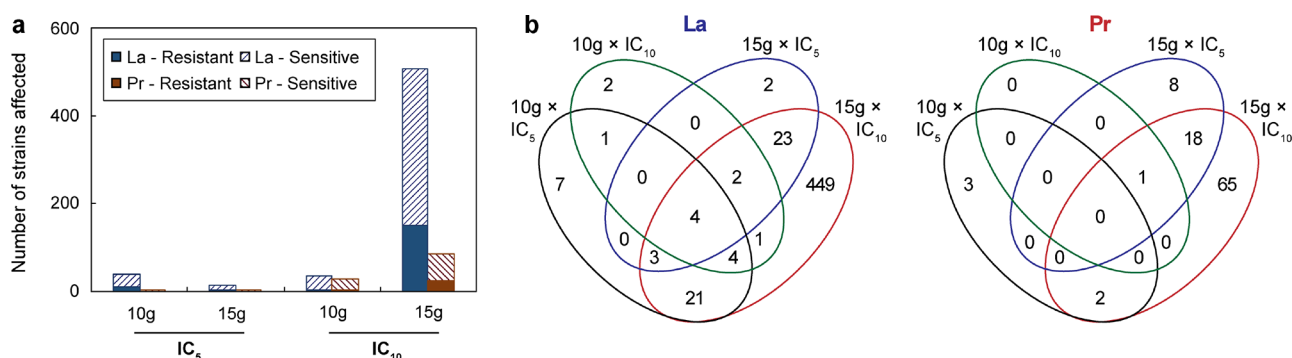 a
600
400
200
0
Number of strains affected
La - Resistant La - Sensitive
Pr - Resistant Pr - Sensitive
10g 15g 10g 15g
IC5 IC10
b
La
10g × IC10
15g × IC5
10g ×
IC5
15g ×
IC10
2
2
0
1
23
7
0
2
449
4
0
1
3
4
21
Pr
10g × IC10
15g × IC5
10g ×
IC5
15g ×
IC10
0
8
0
0
18
3
0
1
65
0
0
0
0
0
2